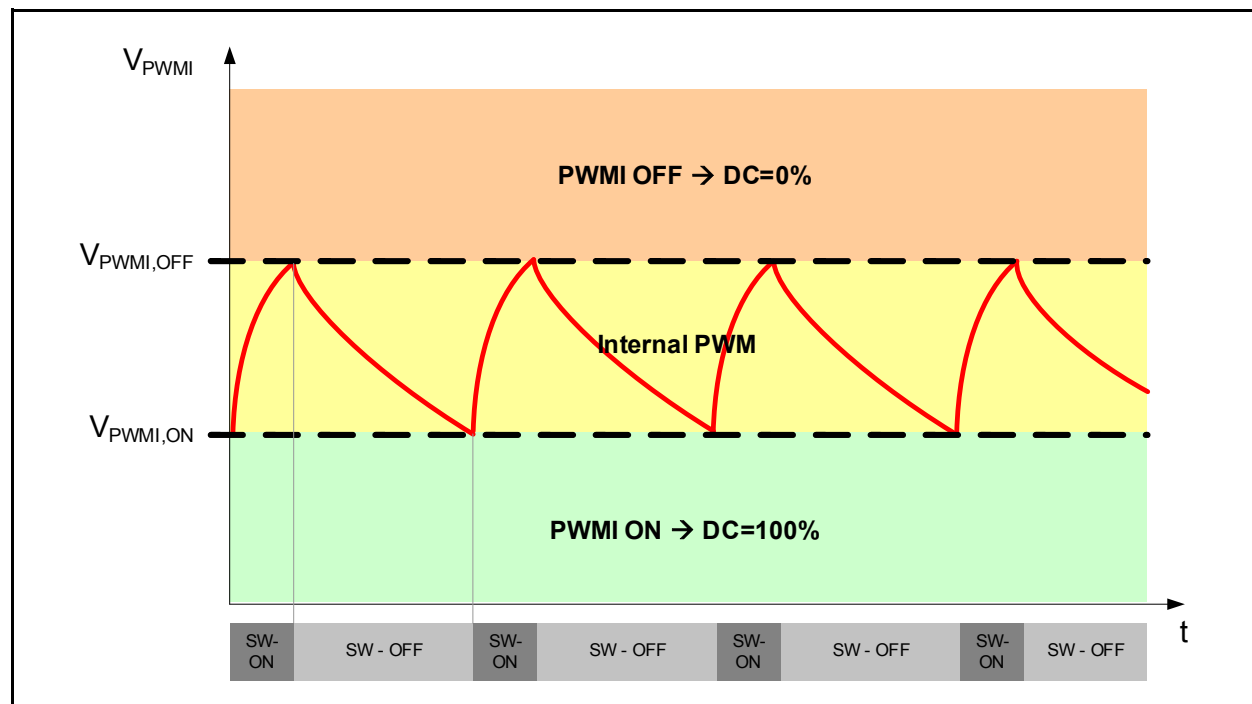 VPWMI
PWMI OFF → DC=0%
VPWMI,OFF
Internal PWM
VPWMI,ON
PWMI ON → DC=100%
t
SW-
ON
SW - OFF
SW-
ON
SW - OFF
SW-
ON
SW - OFF
SW-
ON
SW - OFF